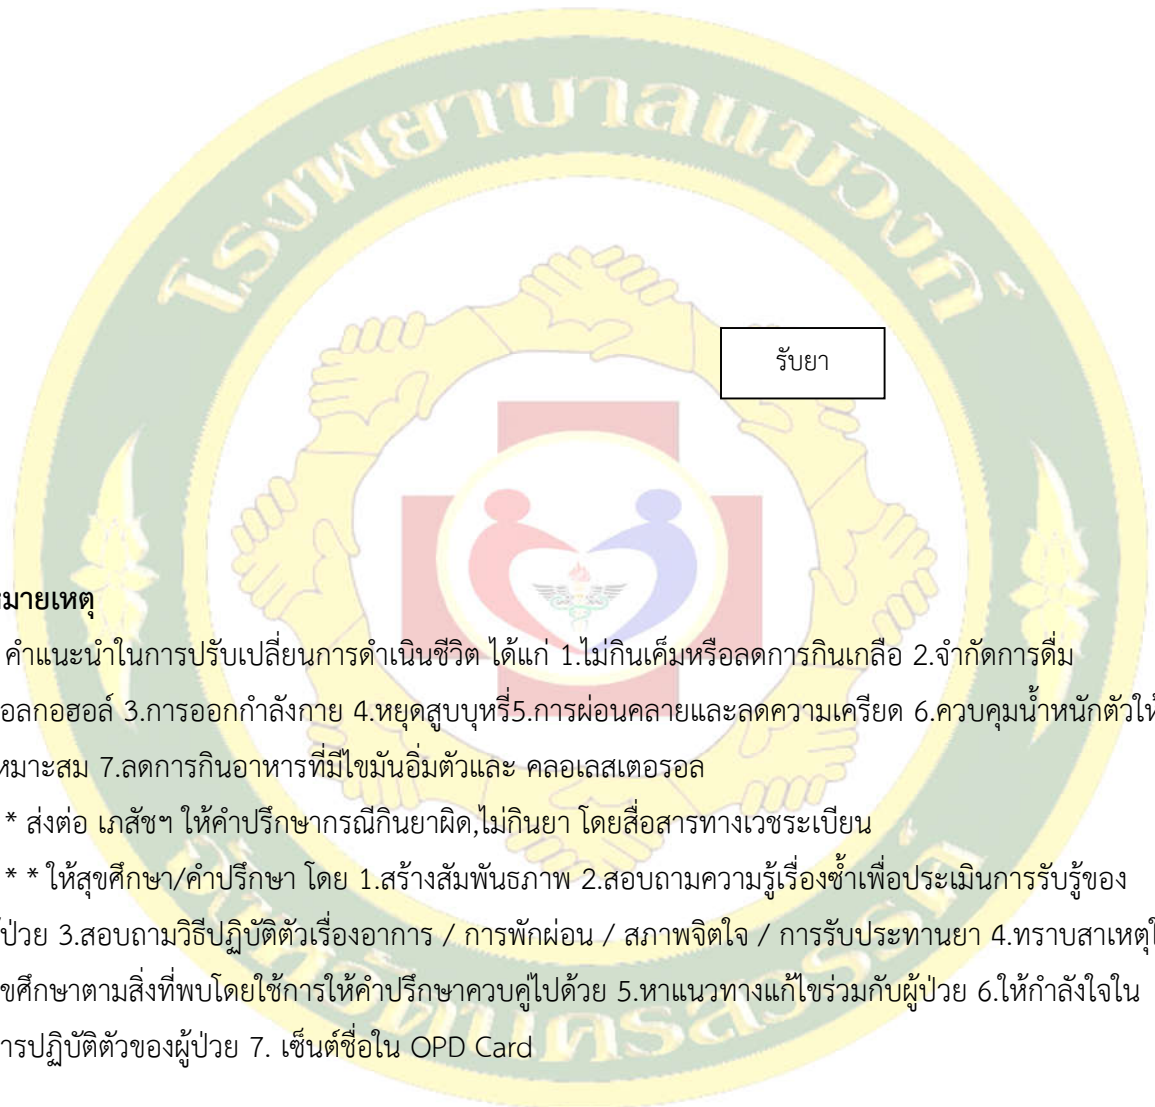 โรงพยาบาลแม่วงก์
รับยา
มายเหตุ
คำแนะนำในการปรับเปลี่ยนการดำเนินชีวิต ได้แก่ 1.ไม่กินเค็มหรือลดการกินเกลือ 2.จำกัดการดื่ม
อลกอฮอล์ 3.การออกกำลังกาย 4.หยุดสูบบุหรี่5.การผ่อนคลายและลดความเครียด 6.ควบคุมน้ำหนักตัวให้
หมาะสม 7.ลดการกินอาหารที่มีไขมันอิ่มตัวและ คลอเลสเตอรอล
* ส่งต่อ เภสัชฯ ให้คำปรึกษากรณีกินยาผิด,ไม่กินยา โดยสื่อสารทางเวชระเบียน
* * ให้สุขศึกษา/คำปรึกษา โดย 1.สร้างสัมพันธภาพ 2.สอบถามความรู้เรื่องซ้ำเพื่อประเมินการรับรู้ของ
ป่วย 3.สอบถามวิธีปฏิบัติตัวเรื่องอาการ / การพักผ่อน / สภาพจิตใจ / การรับประทานยา 4.ทราบสาเหตุใ
ขศึกษาตามสิ่งที่พบโดยใช้การให้คำปรึกษาควบคู่ไปด้วย 5.หาแนวทางแก้ไขร่วมกับผู้ป่วย 6.ให้กำลังใจใน
ารปฏิบัติตัวของผู้ป่วย 7. เซ็นต์ชื่อใน OPD Card
จังหวัดนครสวรรค์